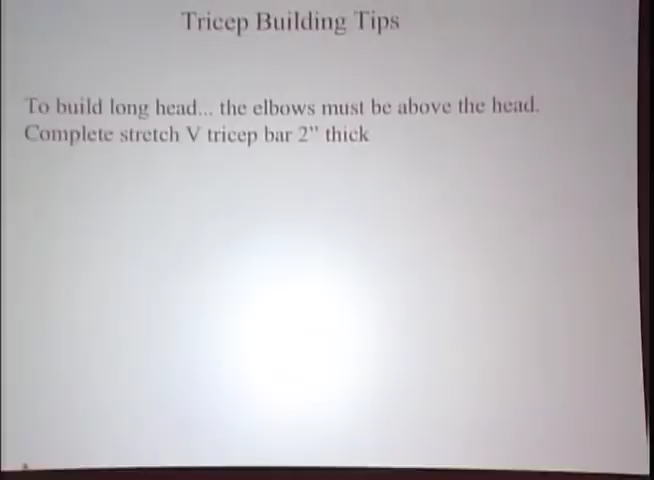 Tricep Building Tips
To build long head... the elbows must be above the head.
Complete stretch V tricep bar 2" thick